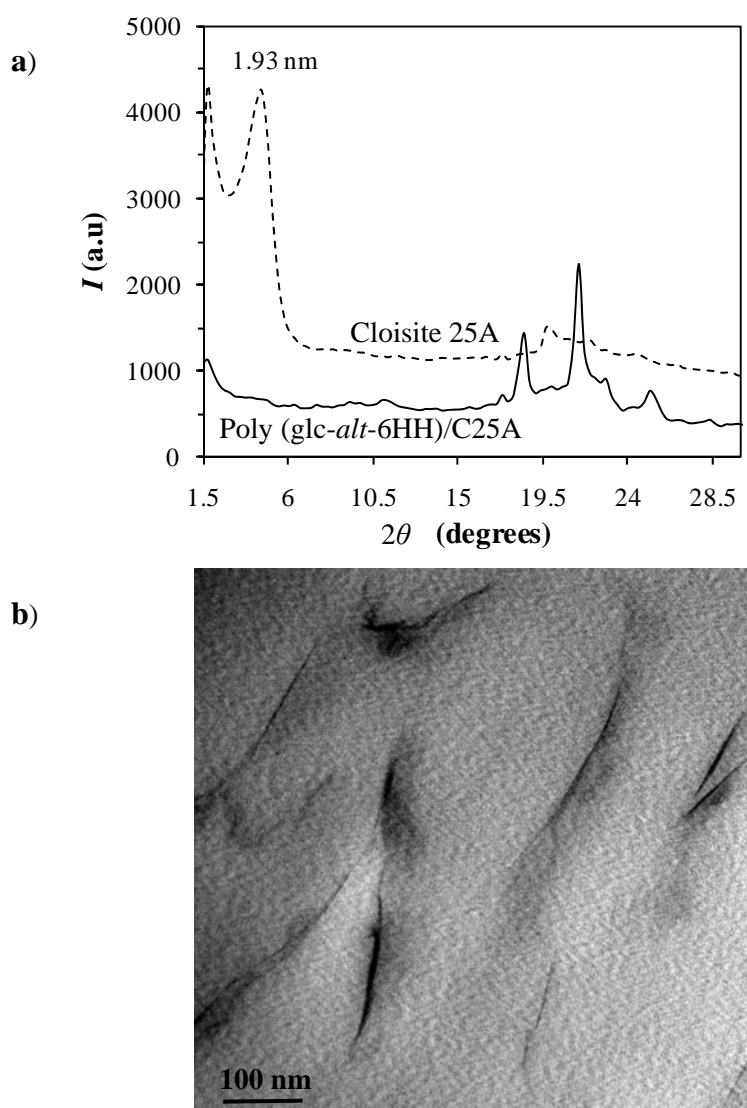 a)
5000
4000
3000
2000
1000
0
I (a.u)
1.93 nm
Cloisite 25A
Poly (glc-alt-6HH)/C25A
1.5 6 10.5 15 19.5 24 28.5
2θ (degrees)
b)
100 nm